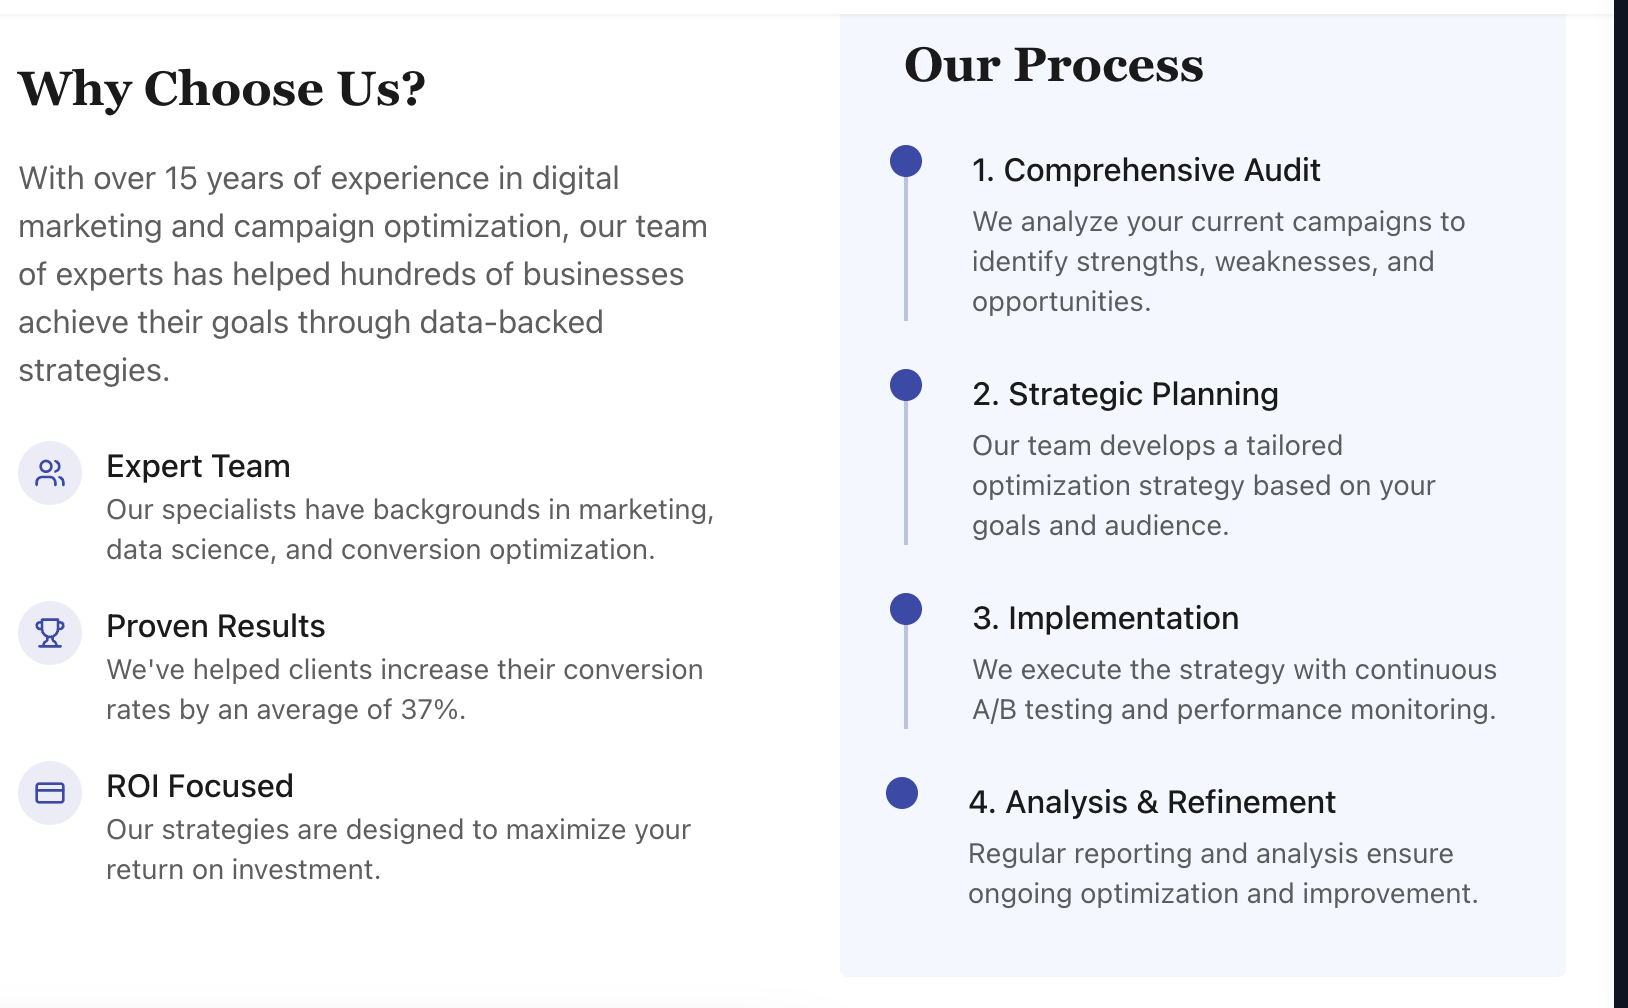 Why Choose Us?
With over 15 years of experience in digital
marketing and campaign optimization, our team
of experts has helped hundreds of businesses
achieve their goals through data-backed
strategies.
Expert Team
Our specialists have backgrounds in marketing,
data science, and conversion optimization.
Proven Results
We've helped clients increase their conversion
rates by an average of 37%.
ROI Focused
Our strategies are designed to maximize your
return on investment.
Our Process
1. Comprehensive Audit
We analyze your current campaigns to
identify strengths, weaknesses, and
opportunities.
2. Strategic Planning
Our team develops a tailored
optimization strategy based on your
goals and audience.
3. Implementation
We execute the strategy with continuous
A/B testing and performance monitoring.
4. Analysis & Refinement
Regular reporting and analysis ensure
ongoing optimization and improvement.